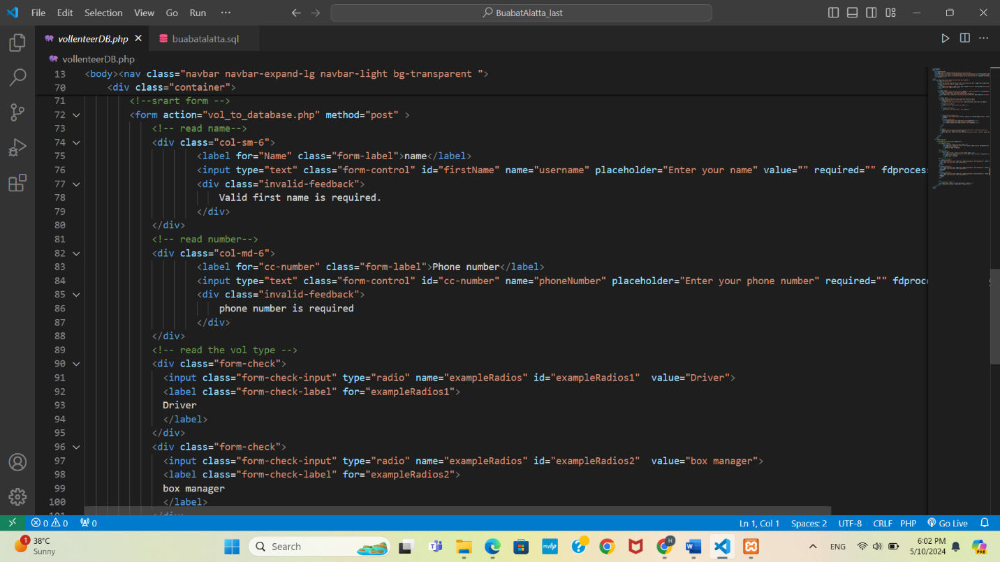 File Edit Selection View Go Run ··· BuabatAlatta_last
vollenteerDB.php buabatalatta.sql
vollenteerDB.php
13 <body><nav class="navbar navbar-expand-lg navbar-light bg-transparent ">
70 <div class="container">
71 <!--srart form -->
72 <form action="vol_to_database.php" method="post" >
73 <!-- read name-->
74 <div class="col-sm-6">
75 <label for="Name" class="form-label">name</label>
76 <input type="text" class="form-control" id="firstName" name="username" placeholder="Enter your name" value="" required="" fdprocess
77 <div class="invalid-feedback">
78 Valid first name is required.
79 </div>
80 </div>
81 <!-- read number-->
82 <div class="col-md-6">
83 <label for="cc-number" class="form-label">Phone number</label>
84 <input type="text" class="form-control" id="cc-number" name="phoneNumber" placeholder="Enter your phone number" required="" fdproc
85 <div class="invalid-feedback">
86 phone number is required
87 </div>
88 </div>
89 <!-- read the vol type -->
90 <div class="form-check">
91 <input class="form-check-input" type="radio" name="exampleRadios" id="exampleRadios1"  value="Driver">
92 <label class="form-check-label" for="exampleRadios1">
93 Driver
94 </label>
95 </div>
96 <div class="form-check">
97 <input class="form-check-input" type="radio" name="exampleRadios" id="exampleRadios2"  value="box manager">
98 <label class="form-check-label" for="exampleRadios2">
99 box manager
100 </label>
101 </div>
0 0 0 Ln 1, Col 1 Spaces: 2 UTF-8 CRLF PHP Go Live
1 38°C
Sunny
Search
myhp
H
PRE
ENG
6:02 PM
5/10/2024